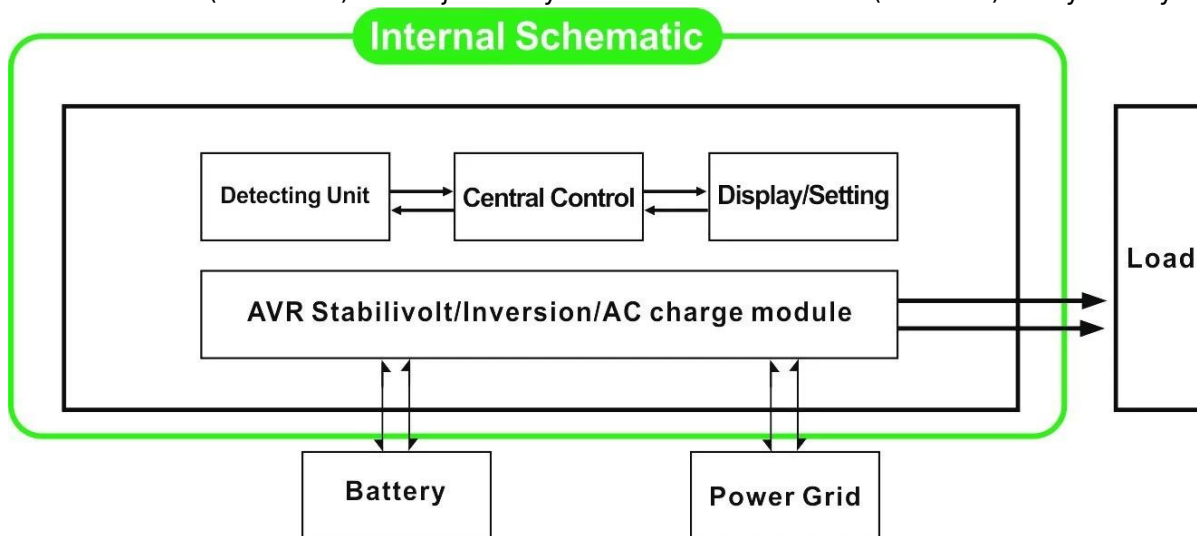 Internal Schematic
Detecting Unit
Central Control
Display/Setting
Load
AVR Stabilivolt/Inversion/AC charge module
Battery
Power Grid